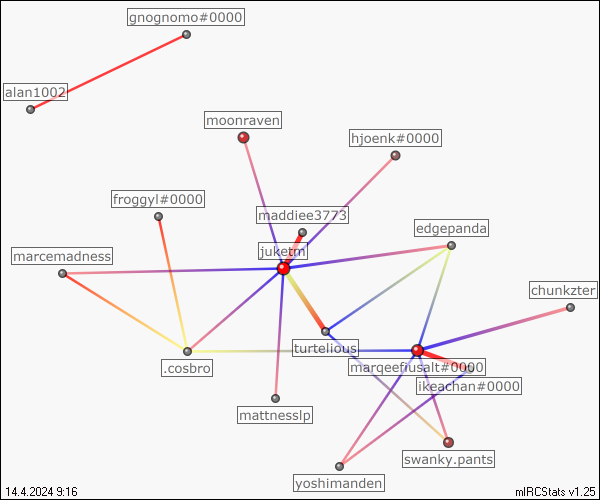 gnognomo#0000
alan1002
moonraven
hjoenk#0000
froggyl#0000
maddiee3773
edgepanda
juketm
marcemadness
chunkzter
turtelious
.cosbro
marqeefiusalt#0000
ikeachan#0000
mattnesslp
swanky.pants
yoshimanden
14.4.2024 9:16
mIRCStats v1.25